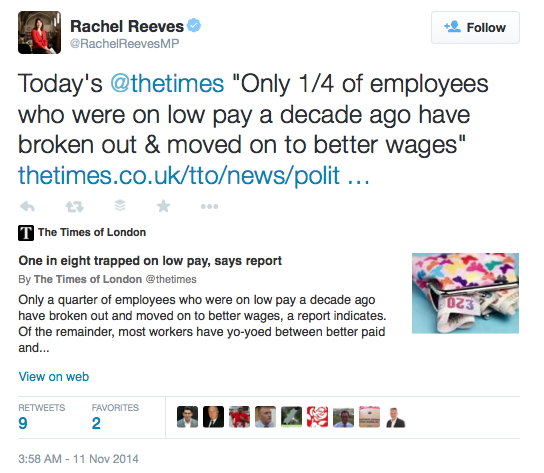 Rachel Reeves
@RachelReevesMP
Follow
Today's @thetimes "Only 1/4 of employees
who were on low pay a decade ago have
broken out & moved on to better wages"
thetimes.co.uk/tto/news/polit …
T The Times of London
One in eight trapped on low pay, says report
By The Times of London @thetimes
Only a quarter of employees who were on low pay a decade ago
have broken out and moved on to better wages, a report indicates.
Of the remainder, most workers have yo-yoed between better paid
and...
View on web
RETWEETS
9
FAVORITES
2
3:58 AM - 11 Nov 2014